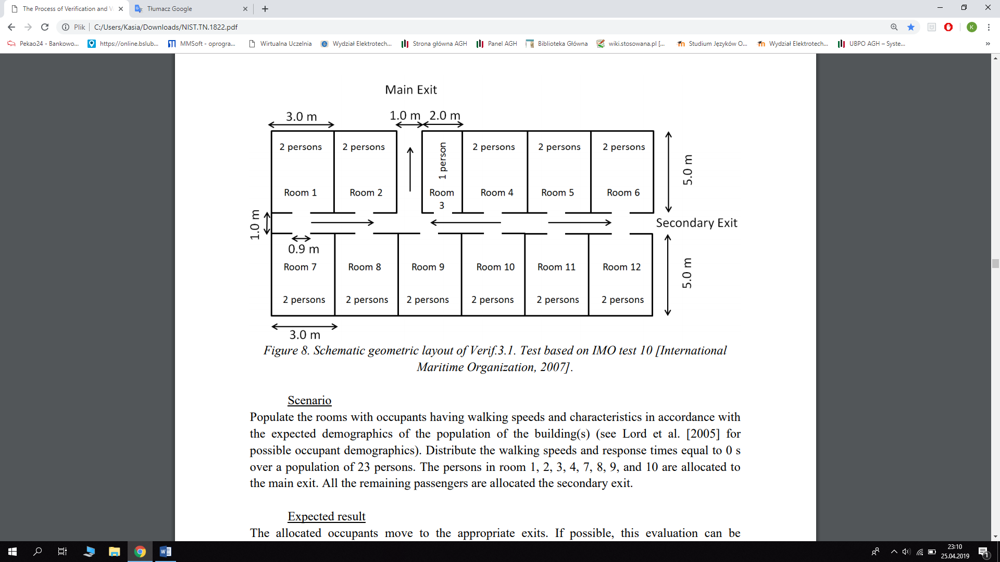 The Process of Verification and V
Tłumacz Google
Plik
C:/Users/Kasia/Downloads/NIST.TN.1822.pdf
K
Pekao24 - Bankowo...
https://online.bslub...
MMSoft - oprogra...
Wirtualna Uczelnia
Wydział Elektrotech...
Strona główna AGH
Panel AGH
Biblioteka Główna
wiki.stosowana.pl [...
Studium Języków O...
Wydział Elektrotech...
UBPO AGH – Syste...
»
Main Exit
3.0 m
1.0 m
2.0 m
2 persons
2 persons
1 person
2 persons
2 persons
2 persons
5.0 m
Room 1
Room 2
Room
3
Room 4
Room 5
Room 6
1.0 m
Secondary Exit
0.9 m
Room 7
Room 8
Room 9
Room 10
Room 11
Room 12
5.0 m
2 persons
2 persons
2 persons
2 persons
2 persons
2 persons
3.0 m
Figure 8. Schematic geometric layout of Verif.3.1. Test based on IMO test 10 [International
Maritime Organization, 2007].
Scenario
Populate the rooms with occupants having walking speeds and characteristics in accordance with
the expected demographics of the population of the building(s) (see Lord et al. [2005] for
possible occupant demographics). Distribute the walking speeds and response times equal to 0 s
over a population of 23 persons. The persons in room 1, 2, 3, 4, 7, 8, 9, and 10 are allocated to
the main exit. All the remaining passengers are allocated the secondary exit.
Expected result
The allocated occupants move to the appropriate exits. If possible, this evaluation can be
23:10
25.04.2019
1